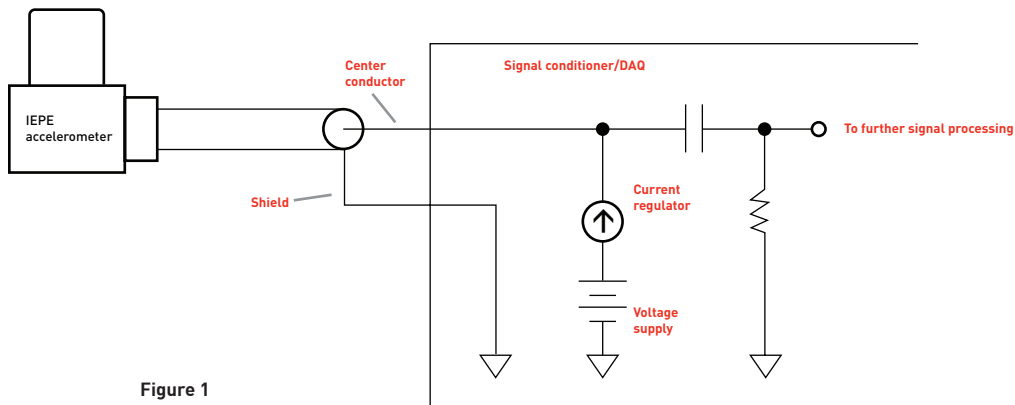 Center
conductor
Signal conditioner/DAQ
IEPE
accelerometer
To further signal processing
Shield
Current
regulator
Voltage
supply
Figure 1